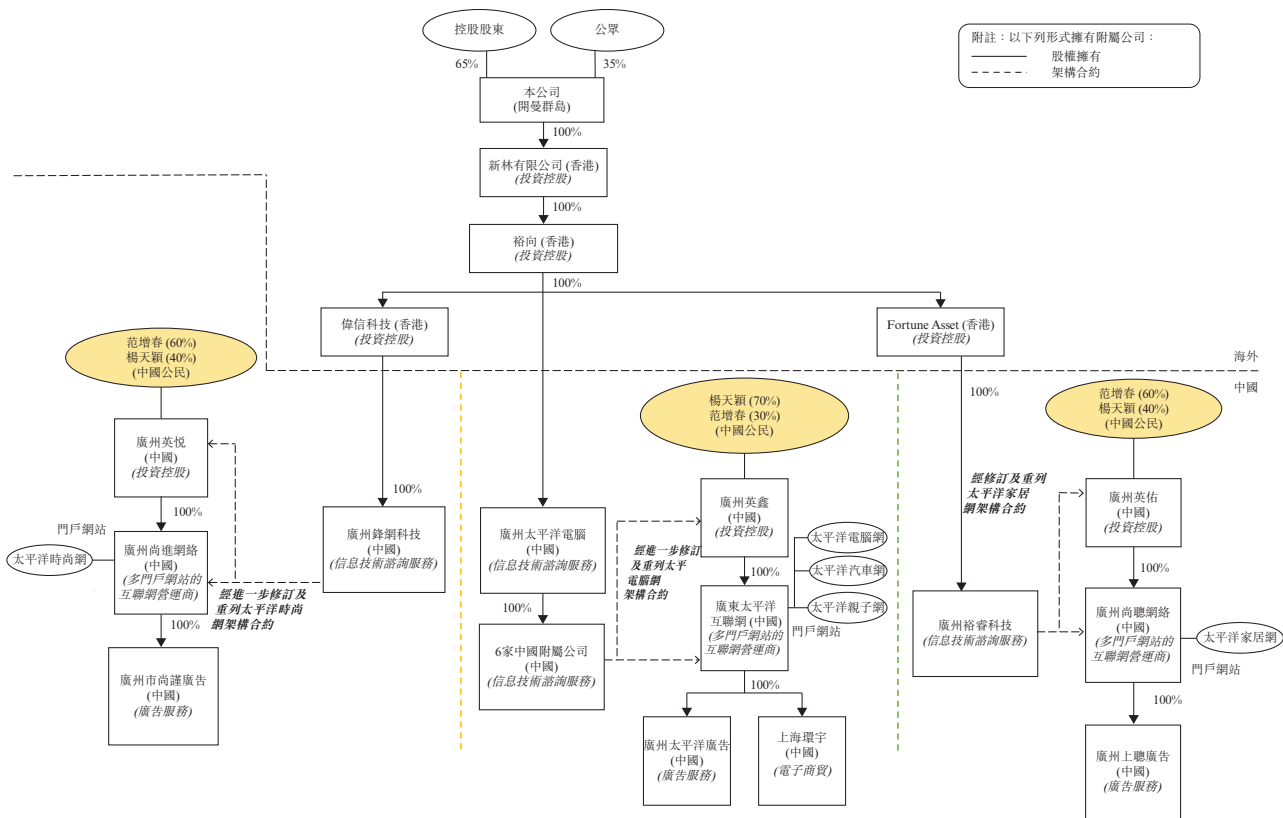 控股股東
公眾
65%
35%
附註：以下列形式擁有附屬公司：
股權擁有
架構合約
本公司
(開曼群島)
100%
新林有限公司 (香港)
(投資控股)
100%
裕向 (香港)
(投資控股)
100%
偉信科技 (香港)
(投資控股)
Fortune Asset (香港)
(投資控股)
海外
中國
范增春 (60%)
楊天穎 (40%)
(中國公民)
廣州英悦
(中國)
(投資控股)
100%
門戶網站
太平洋時尚網
廣州尚進網絡
(中國)
(多門戶網站的
互聯網營運商)
100%
廣州市尚謹廣告
(中國)
(廣告服務)
經進一步修訂及
重列太平洋時尚
網架構合約
100%
廣州鋒網科技
(中國)
(信息技術諮詢服務)
100%
廣州太平洋電腦
(中國)
(信息技術諮詢服務)
100%
6家中國附屬公司
(中國)
(信息技術諮詢服務)
經進一步修訂
及重列太平
電腦網
架構合約
楊天穎 (70%)
范增春 (30%)
(中國公民)
廣州英鑫
(中國)
(投資控股)
100%
太平洋電腦網
太平洋汽車網
太平洋親子網
門戶網站
廣東太平洋
互聯網 (中國)
(多門戶網站的
互聯網營運商)
100%
廣州太平洋廣告
(中國)
(廣告服務)
上海環宇
(中國)
(電子商貿)
100%
經修訂及重列
太平洋家居
網架構合約
廣州裕睿科技
(中國)
(信息技術諮詢服務)
范增春 (60%)
楊天穎 (40%)
(中國公民)
廣州英佑
(中國)
(投資控股)
100%
廣州尚聰網絡
(中國)
(多門戶網站的
互聯網營運商)
太平洋家居網
門戶網站
100%
廣州上聰廣告
(中國)
(廣告服務)